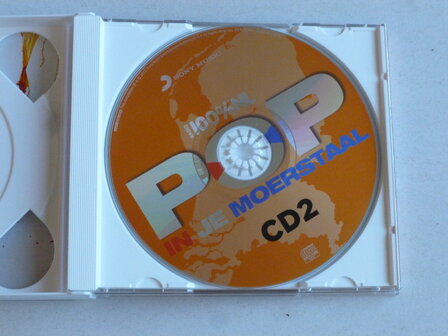 SONY MUSIC
100% NL
POP
IN JE MOERSTAAL
CD2